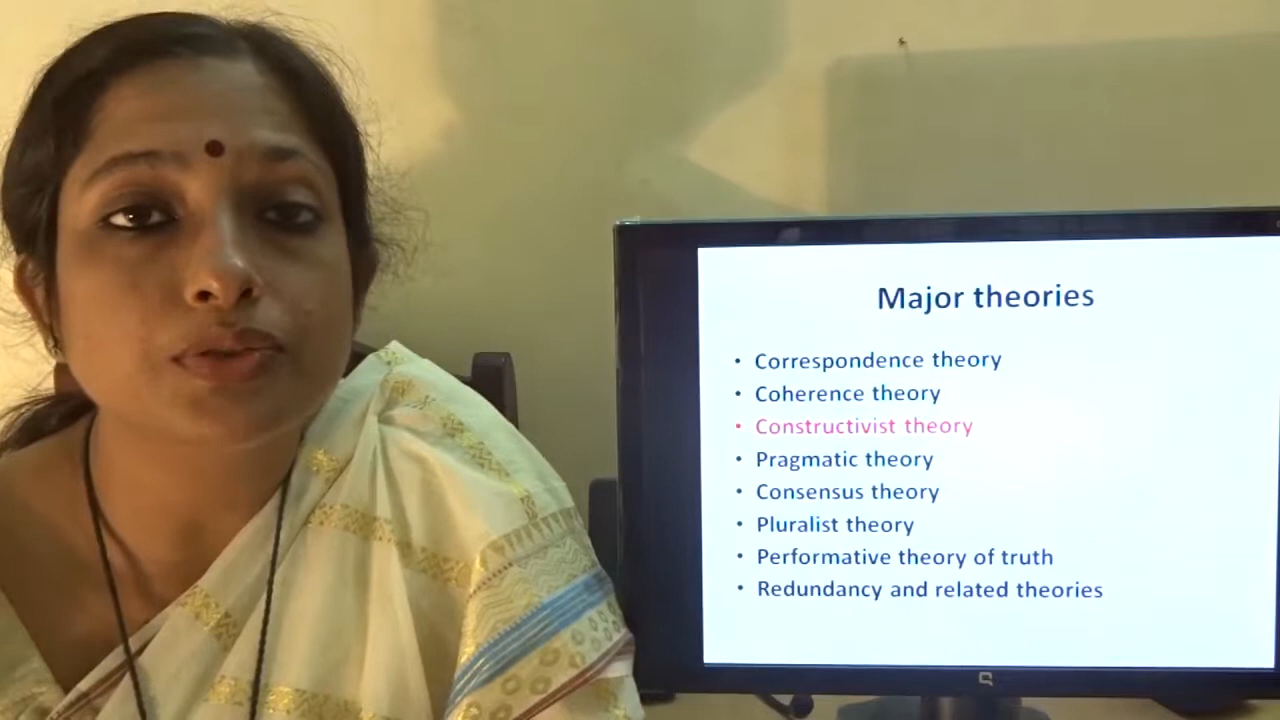 Major theories
• Correspondence theory
• Coherence theory
• Constructivist theory
• Pragmatic theory
• Consensus theory
• Pluralist theory
• Performative theory of truth
• Redundancy and related theories